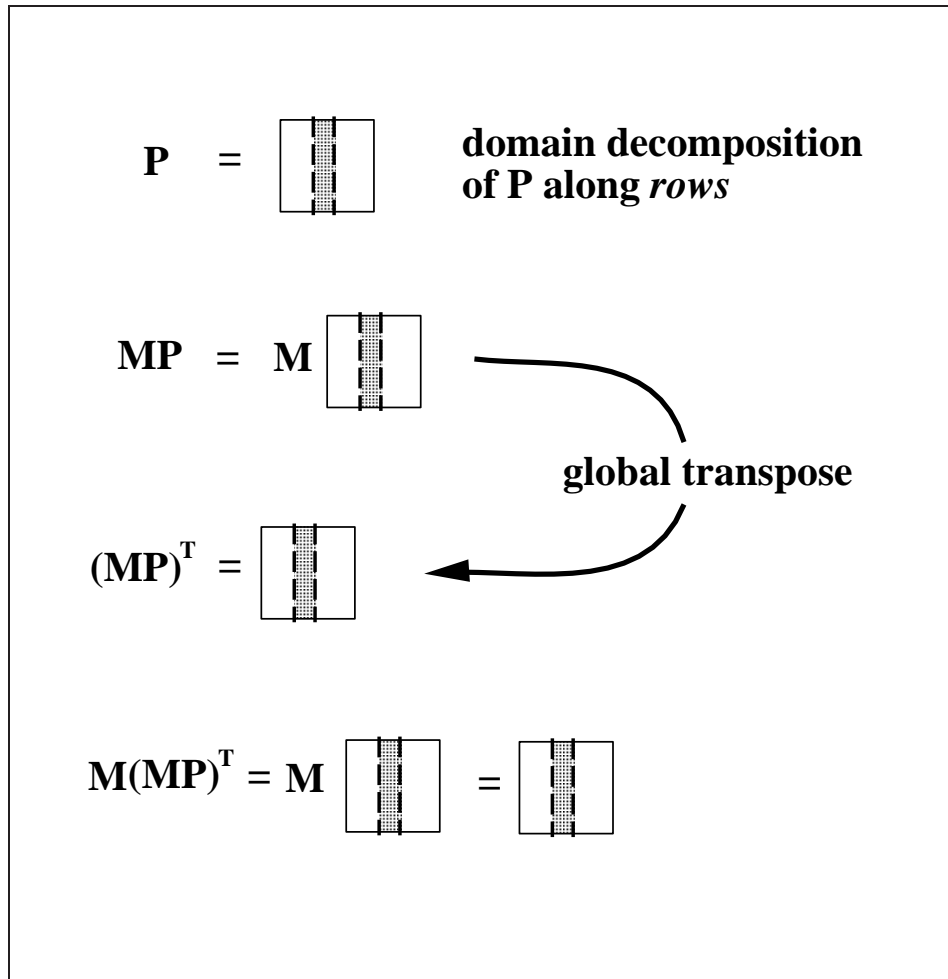 P =
domain decomposition
of P along rows
MP = M
global transpose
(MP)ᵀ =
M(MP)ᵀ = M =